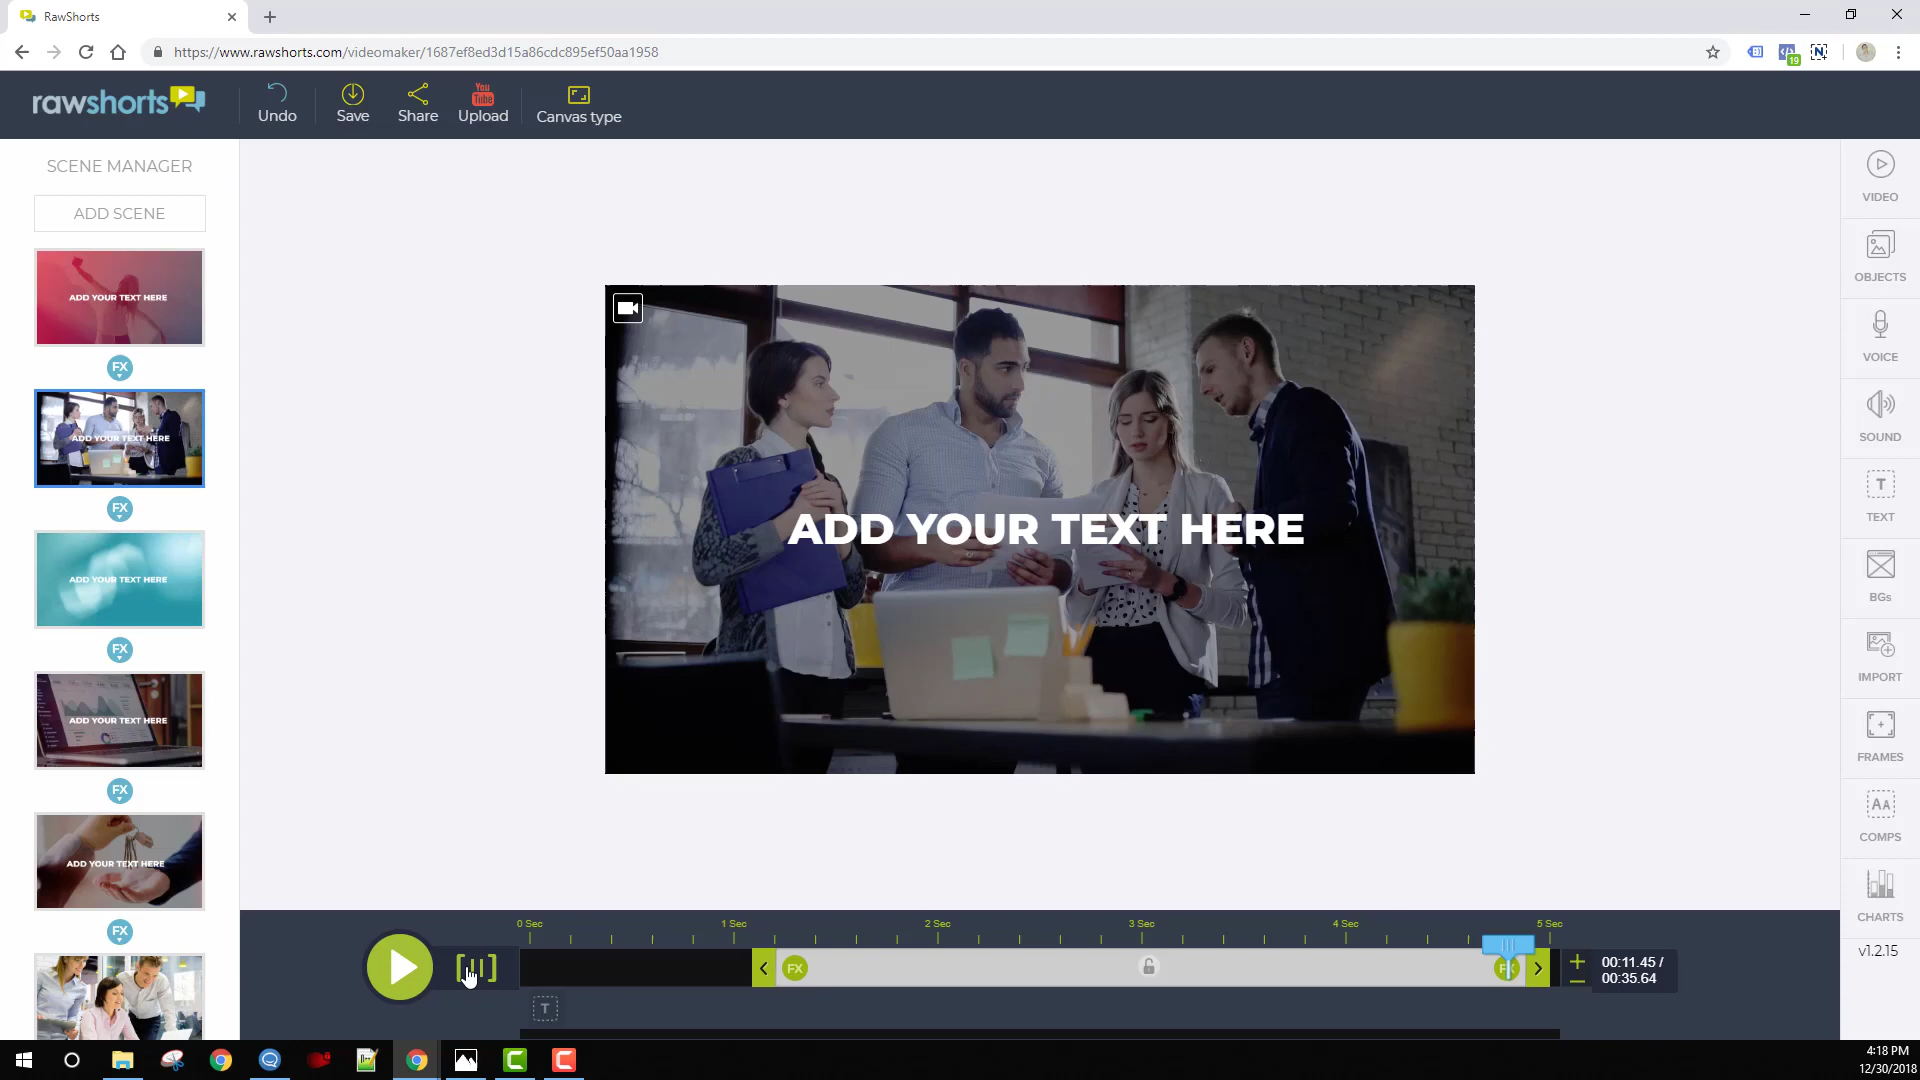 RawShorts
https://www.rawshorts.com/videomaker/1687ef8ed3d15a86cdc895ef50aa1958
19
N
rawshorts
Undo
Save
Share
You
Tube
Upload
Canvas type
SCENE MANAGER
ADD SCENE
ADD YOUR TEXT HERE
FX
ADD YOUR TEXT HERE
FX
ADD YOUR TEXT HERE
FX
ADD YOUR TEXT HERE
FX
ADD YOUR TEXT HERE
FX
ADD YOUR TEXT HERE
VIDEO
OBJECTS
VOICE
SOUND
T
TEXT
BGs
IMPORT
FRAMES
AA
COMPS
CHARTS
v1.2.15
0 Sec
1 Sec
2 Sec
3 Sec
4 Sec
5 Sec
FX
FX
00:11.45 /
00:35.64
T
4:18 PM
12/30/2018